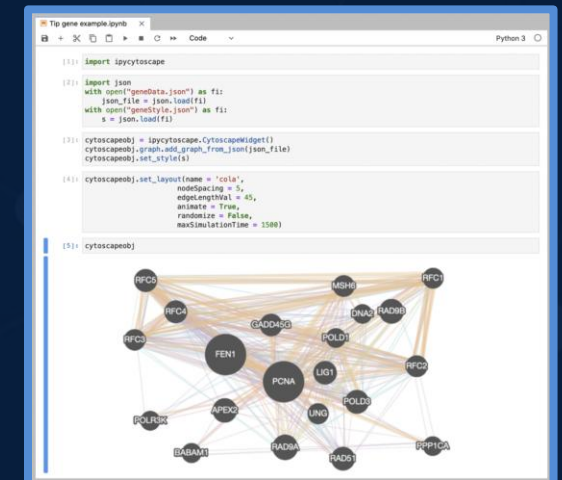 Tip gene example.ipynb ×
Code
Python 3
[1]: import ipycytoscape
[2]: import json
with open("geneData.json") as fi:
    json_file = json.load(fi)
with open("geneStyle.json") as fi:
    s = json.load(fi)
[3]: cytoscapeobj = ipycytoscape.CytoscapeWidget()
cytoscapeobj.graph.add_graph_from_json(json_file)
cytoscapeobj.set_style(s)
[4]: cytoscapeobj.set_layout(name = 'cola',
                        nodeSpacing = 5,
                        edgeLengthVal = 45,
                        animate = True,
                        randomize = False,
                        maxSimulationTime = 1500)
[5]: cytoscapeobj
RFC5
RFC1
MSH6
RFC4
DNA2
RAD9B
GADD45G
RFC3
POLD1
FEN1
RFC2
LIG1
PCNA
POLD3
APEX2
UNG
POLR3K
RAD9A
PPP1CA
BABAM1
RAD51